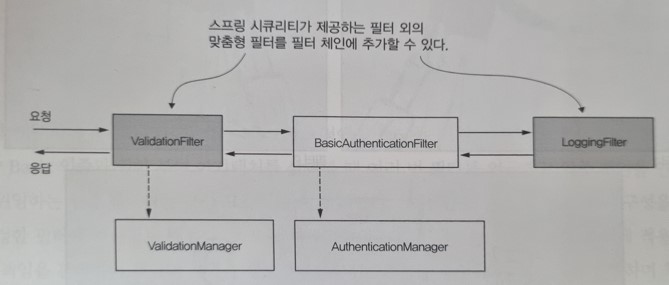 스프링 시큐리티가 제공하는 필터 외의
맞춤형 필터를 필터 체인에 추가할 수 있다.
요청
응답
ValidationFilter
BasicAuthenticationFilter
LoggingFilter
ValidationManager
AuthenticationManager